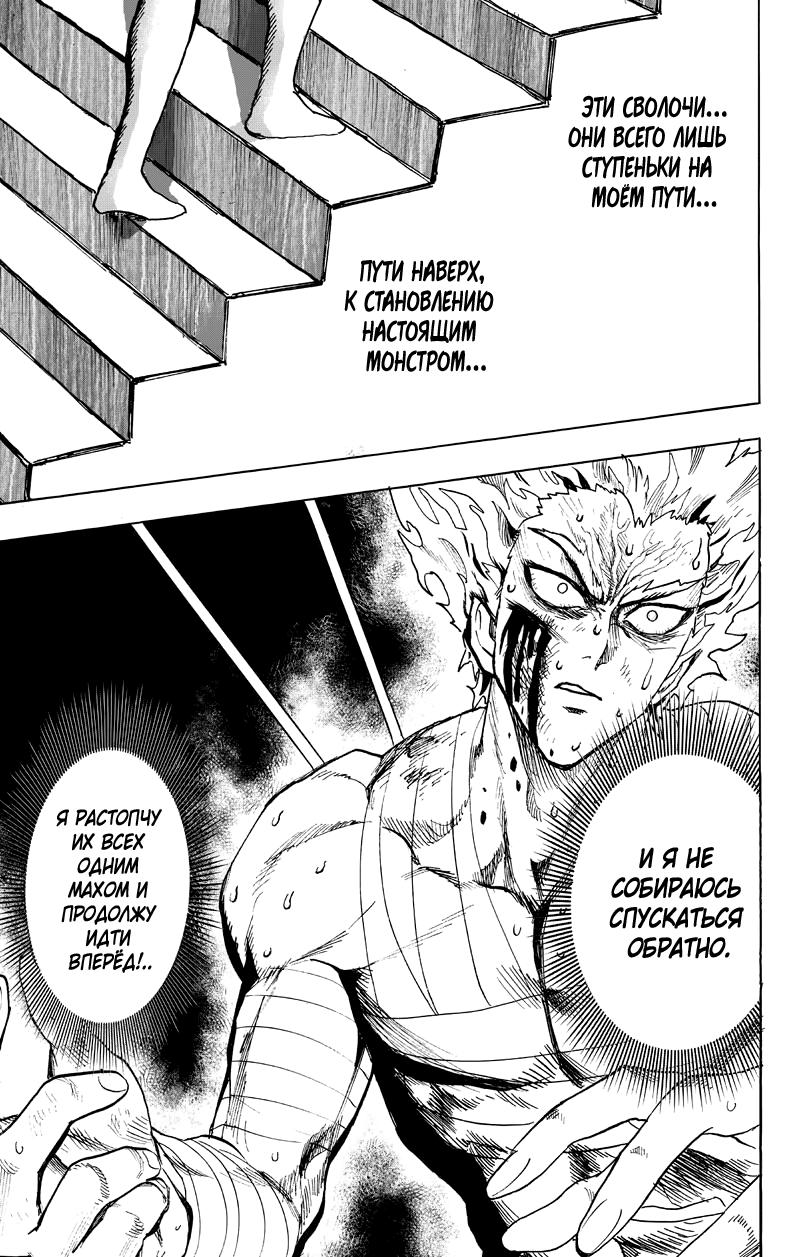 ЭТИ СВОЛОЧИ...
ОНИ ВСЕГО ЛИШЬ
СТУПЕНЬКИ НА
МОЁМ ПУТИ...
ПУТИ НАВЕРХ,
К СТАНОВЛЕНИЮ
НАСТОЯЩИМ
МОНСТРОМ...
И Я НЕ
СОБИРАЮСЬ
СПУСКАТЬСЯ
ОБРАТНО.
Я РАСТОПЧУ
ИХ ВСЕХ
ОДНИМ
МАХОМ И
ПРОДОЛЖУ
ИДТИ
ВПЕРЁД!..